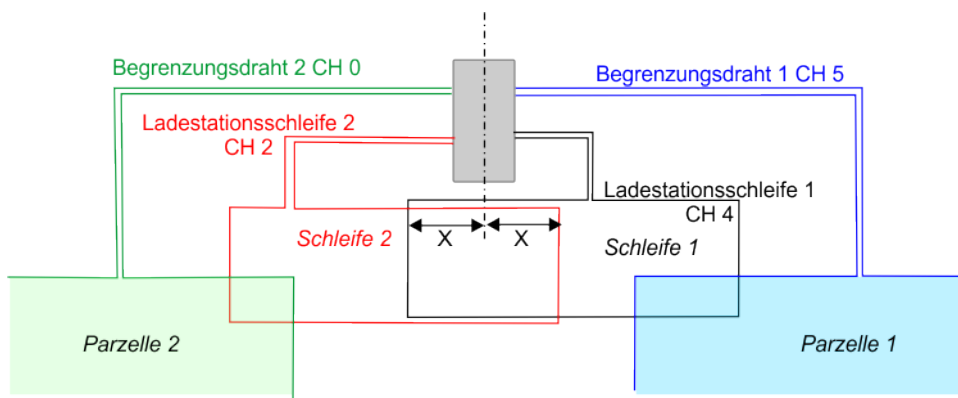 Begrenzungsdraht 2 CH 0
Begrenzungsdraht 1 CH 5
Ladestationsschleife 2
CH 2
Ladestationsschleife 1
CH 4
Schleife 2
X
X
Schleife 1
Parzelle 2
Parzelle 1